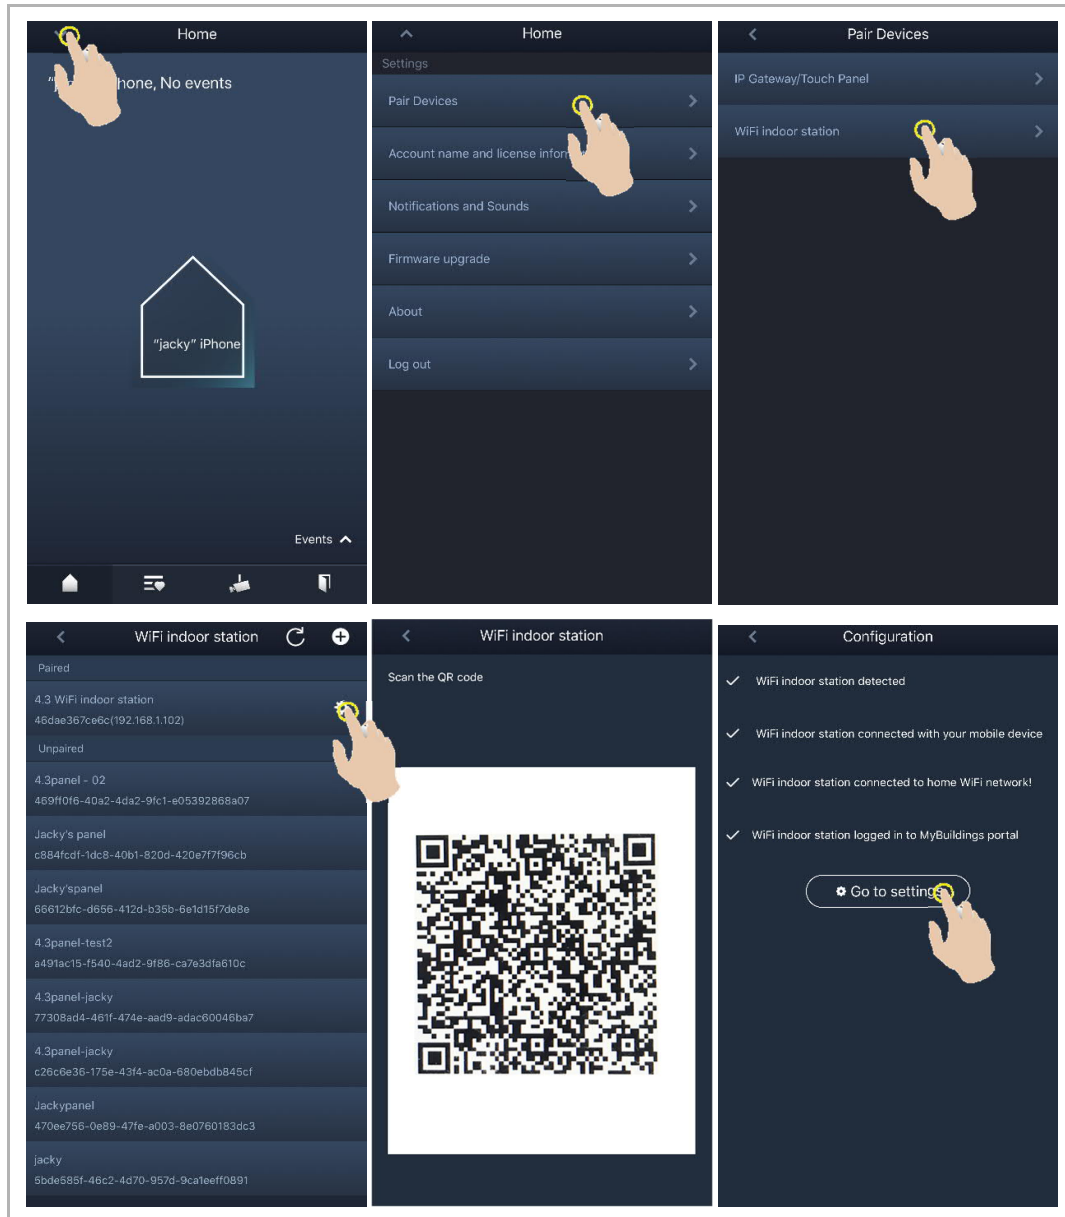 Home
"j hone, No events
"jacky" iPhone
Events
Home
Settings
Pair Devices
Account name and license infor
Notifications and Sounds
Firmware upgrade
About
Log out
Pair Devices
IP Gateway/Touch Panel
WiFi indoor station
WiFi indoor station
Paired
4.3 WiFi indoor station
46dae367ce6c(192.168.1.102)
Unpaired
4.3panel - 02
469ff0f6-40a2-4da2-9fc1-e05392868a07
Jacky's panel
c884fcdf-1dc8-40b1-820d-420e7f7f96cb
Jacky'spanel
66612bfc-d656-412d-b35b-6e1d15f7de8e
4.3panel-test2
a491ac15-f540-4ad2-9f86-ca7e3dfa610c
4.3panel-jacky
77308ad4-461f-474e-aad9-adac60046ba7
4.3panel-jacky
c26c6e36-175e-43f4-ac0a-680ebdb845cf
Jackypanel
470ee756-0e89-47fe-a003-8e0760183dc3
jacky
5bde585f-46c2-4d70-957d-9ca1eeff0891
WiFi indoor station
Scan the QR code
Configuration
WiFi indoor station detected
WiFi indoor station connected with your mobile device
WiFi indoor station connected to home WiFi network!
WiFi indoor station logged in to MyBuildings portal
Go to settings